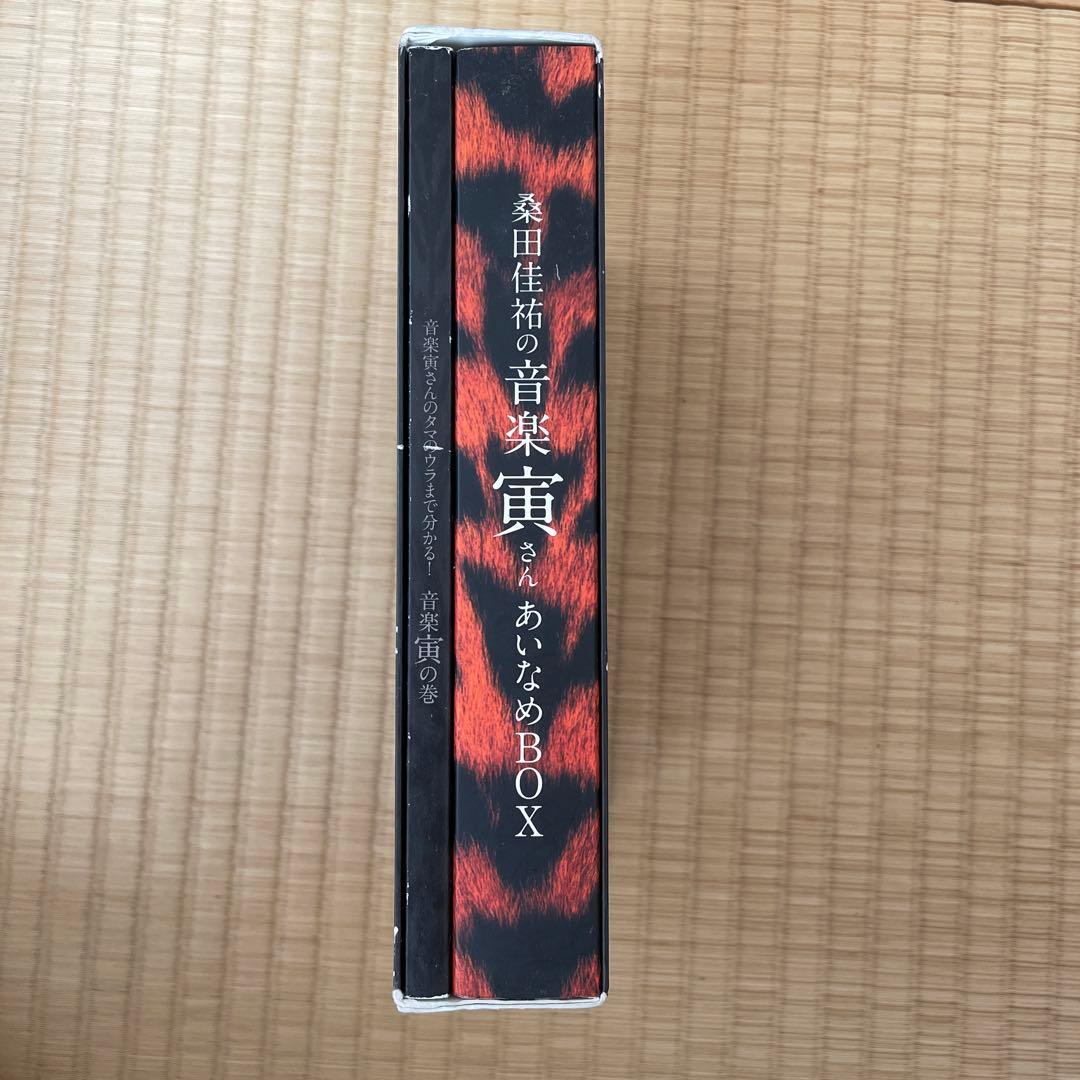 桑田佳祐の音楽寅さん あいなめBOX
音楽寅さんのタマのウラまで分かる! 音楽寅の巻